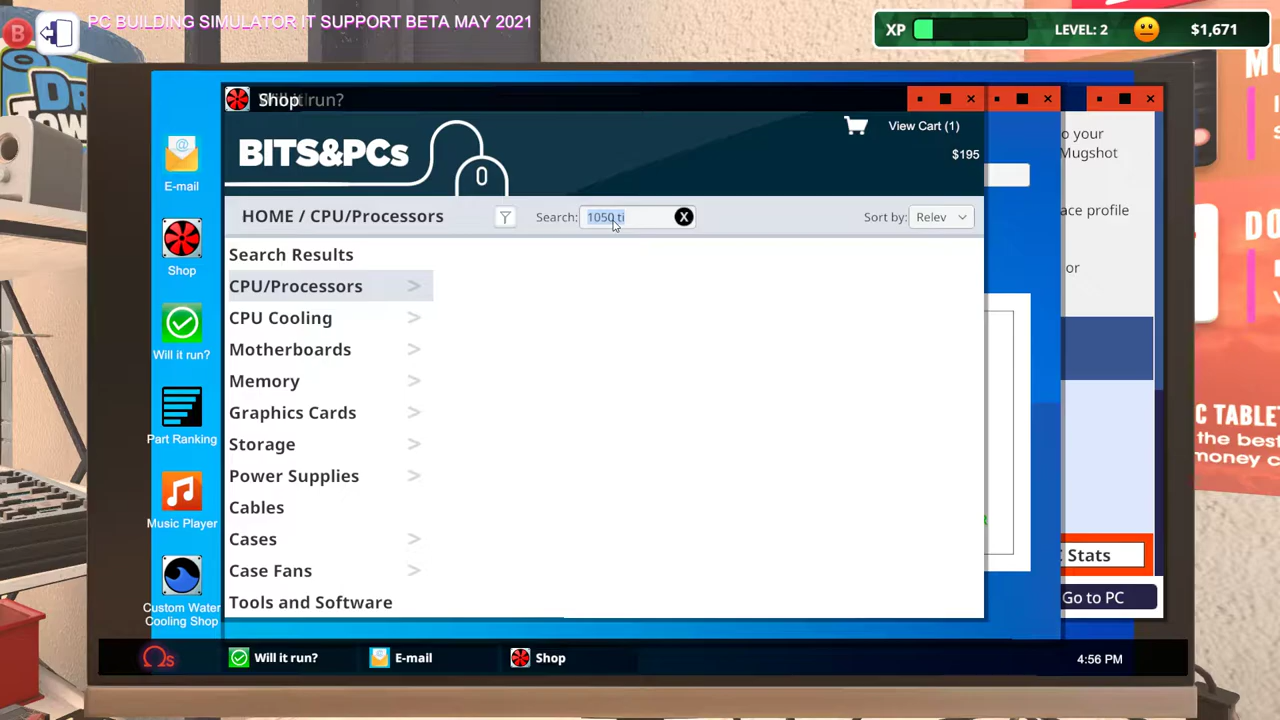 PC BUILDING SIMULATOR IT SUPPORT BETA MAY 2021
B
XP
LEVEL: 2
$1,671
Shop
BITS&PCs
View Cart (1)
$195
HOME / CPU/Processors
Search:
1050 ti
X
Sort by:
Relev
Search Results
CPU/Processors
CPU Cooling
Motherboards
Memory
Graphics Cards
Storage
Power Supplies
Cables
Cases
Case Fans
Tools and Software
E-mail
Shop
Will it run?
Part Ranking
Music Player
Custom Water
Cooling Shop
o your
Mugshot
ace profile
or
Stats
Go to PC
C TABLET
the best
money c
Will it run?
E-mail
Shop
4:56 PM